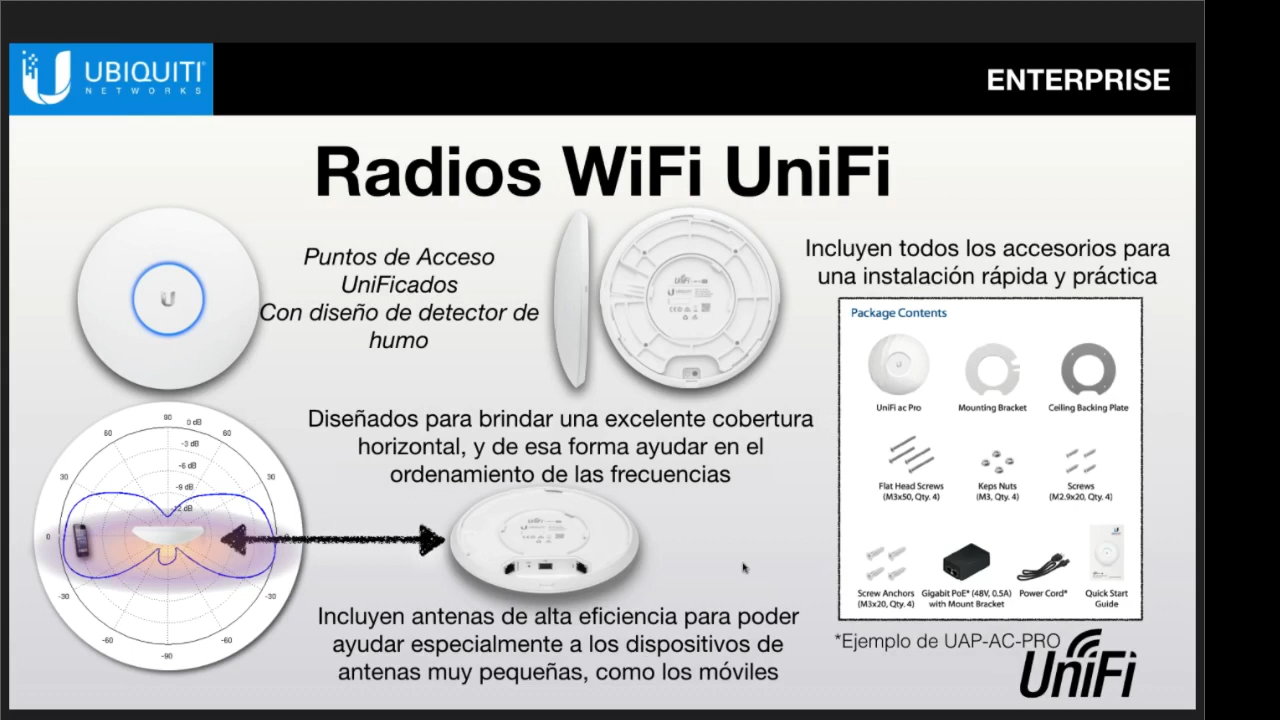 UBIQUITI
NETWORKS
ENTERPRISE
Radios WiFi UniFi
Puntos de Acceso
UniFicados
Con diseño de detector de
humo
Incluyen todos los accesorios para
una instalación rápida y práctica
Package Contents
UniFi ac Pro
Mounting Bracket
Ceiling Backing Plate
Flat Head Screws
(M3x50, Qty. 4)
Keps Nuts
(M3, Qty. 4)
Screws
(M2.9x20, Qty. 4)
Screw Anchors
(M3x20, Qty. 4)
Gigabit PoE* (48V, 0.5A)
with Mount Bracket
Power Cord*
Quick Start
Guide
*Ejemplo de UAP-AC-PRO
UniFi
Diseñados para brindar una excelente cobertura
horizontal, y de esa forma ayudar en el
ordenamiento de las frecuencias
90
0 dB
60
60
-3 dB
-6 dB
30
30
-9 dB
-12 dB
0
-30
-30
-60
-60
-90
UniFi
Incluyen antenas de alta eficiencia para poder
ayudar especialmente a los dispositivos de
antenas muy pequeñas, como los móviles